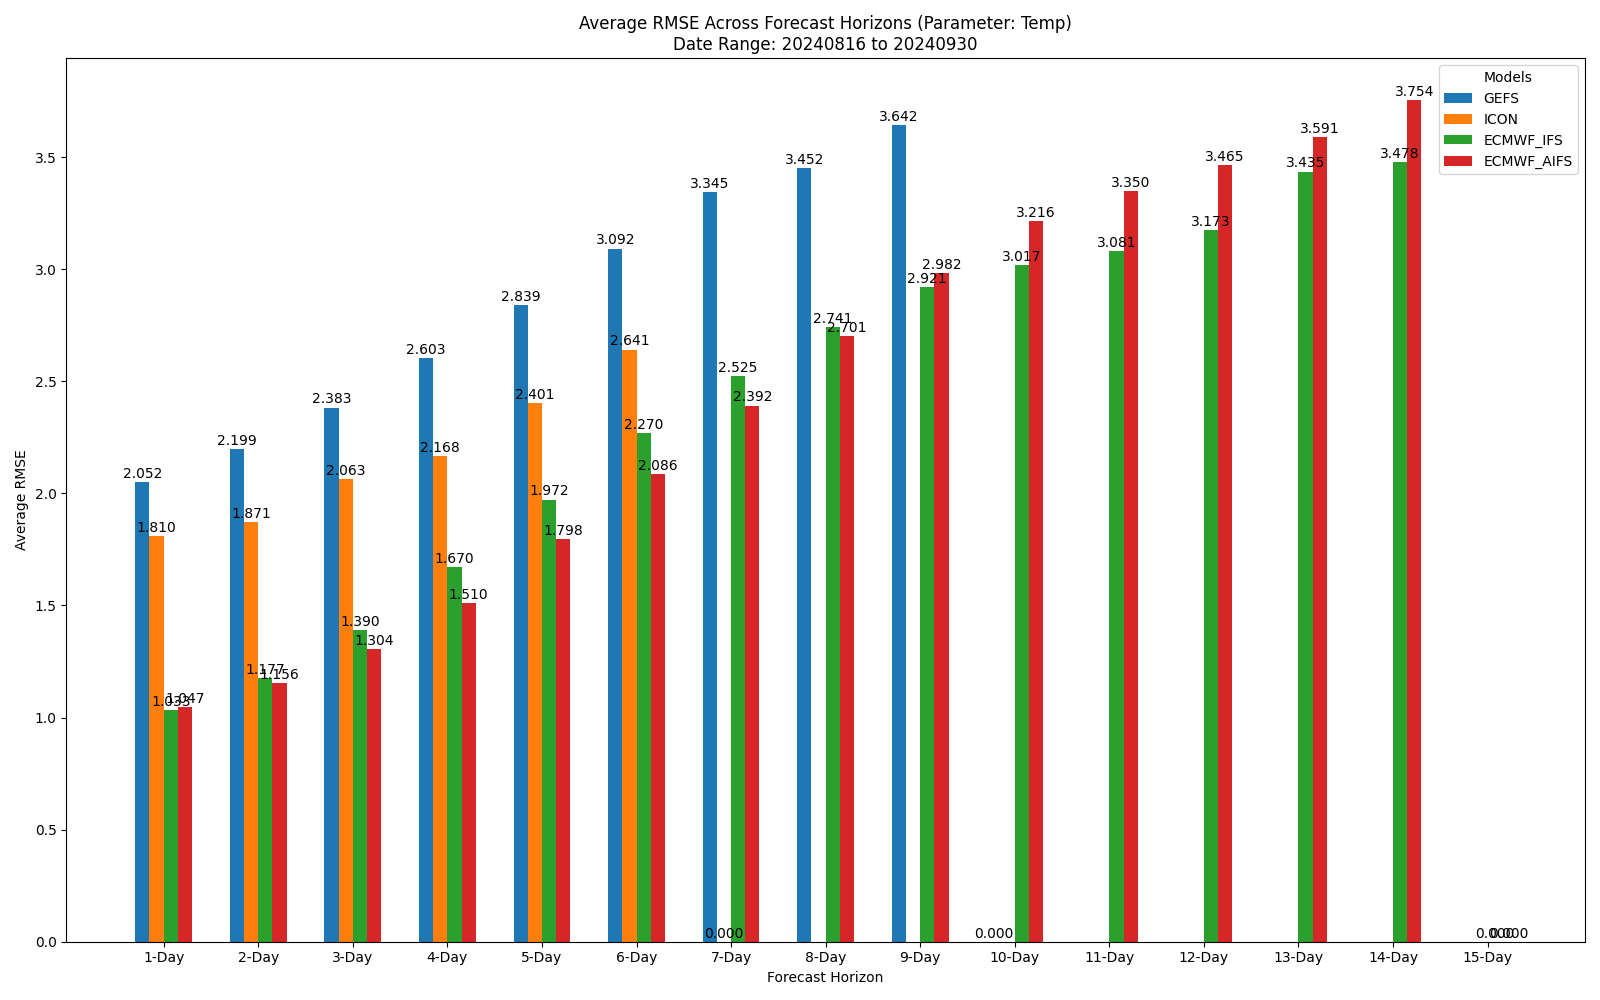 Average RMSE Across Forecast Horizons (Parameter: Temp)
Date Range: 20240816 to 20240930
Models
GEFS
ICON
ECMWF_IFS
ECMWF_AIFS
Average RMSE
3.5
3.0
2.5
2.0
1.5
1.0
0.5
0.0
2.052
1.810
1.033
1.047
2.199
1.871
1.177
1.156
2.383
2.063
1.390
1.304
2.603
2.168
1.670
1.510
2.839
2.401
1.972
1.798
3.092
2.641
2.270
2.086
3.345
0.000
2.525
2.392
3.452
2.741
2.701
3.642
2.921
2.982
0.000
3.017
3.216
3.081
3.350
3.173
3.465
3.435
3.591
3.478
3.754
0.000
0.000
1-Day
2-Day
3-Day
4-Day
5-Day
6-Day
7-Day
8-Day
9-Day
10-Day
11-Day
12-Day
13-Day
14-Day
15-Day
Forecast Horizon